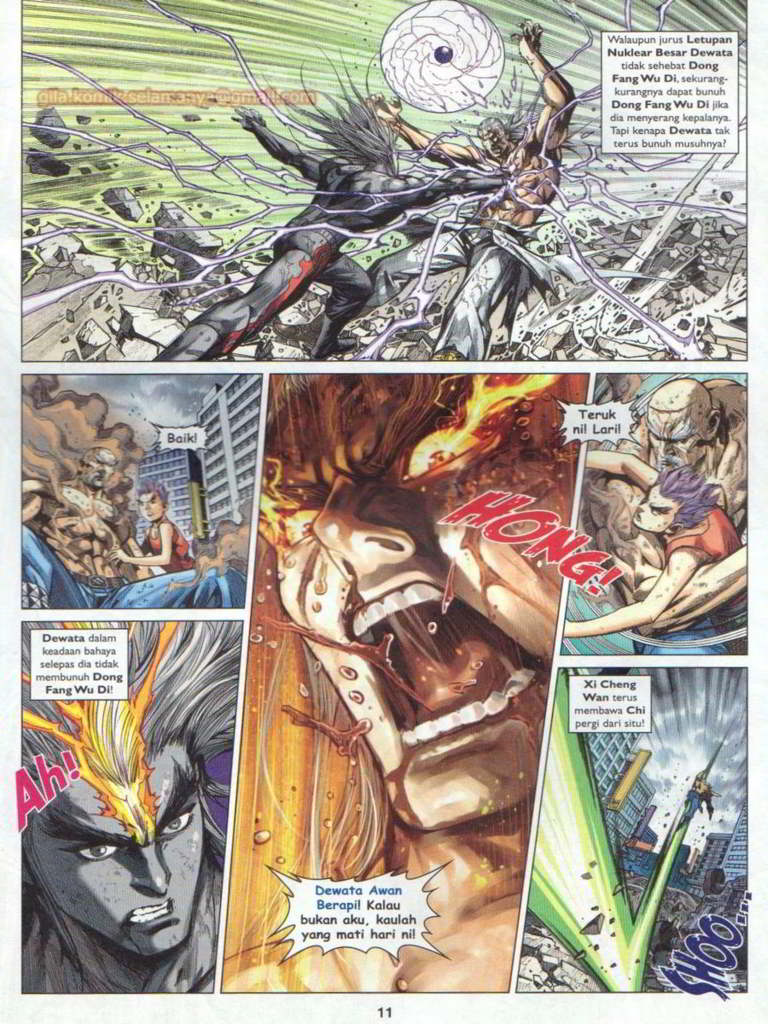 Walaupun jurus Letupan
Nuklear Besar Dewata
tidak sehebat Dong
Fang Wu Di, sekurang-
kurangnya dapat bunuh
Dong Fang Wu Di jika
dia menyerang kepalanya.
Tapi kenapa Dewata tak
terus bunuh musuhnya?
gila2komik.selamanya@gmail.com
Baik!
Teruk
ni! Lari!
HONG!
Dewata dalam
keadaan bahaya
selepas dia tidak
membunuh Dong
Fang Wu Di!
Ah!
Dewata Awan
Berapi! Kalau
bukan aku, kaulah
yang mati hari ni!
Xi Cheng
Wan terus
membawa Chi
pergi dari situ!
SHOO...
11